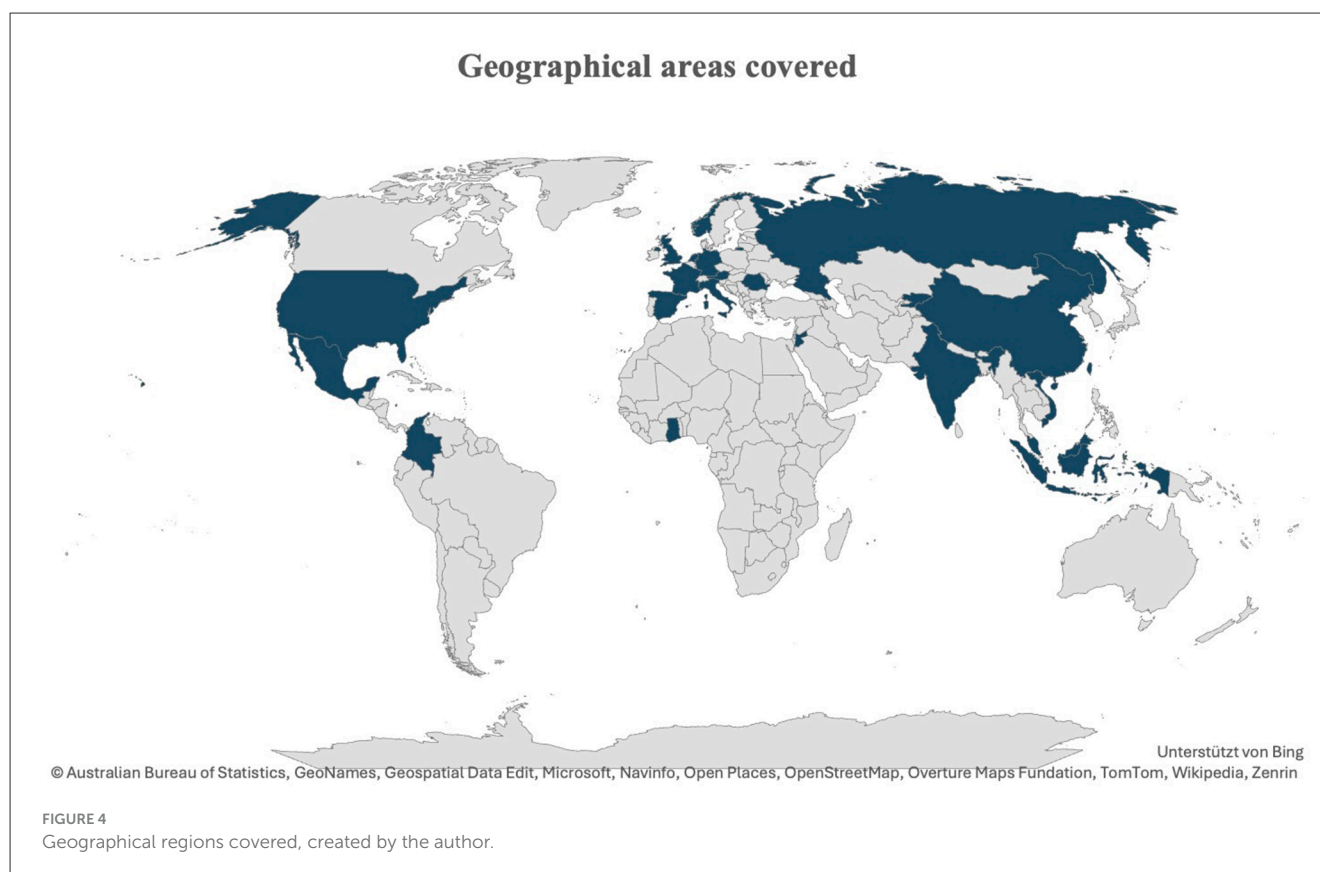 Geographical areas covered
Unterstützt von Bing
© Australian Bureau of Statistics, GeoNames, Geospatial Data Edit, Microsoft, Navinfo, Open Places, OpenStreetMap, Overture Maps Fundation, TomTom, Wikipedia, Zenrin
FIGURE 4
Geographical regions covered, created by the author.